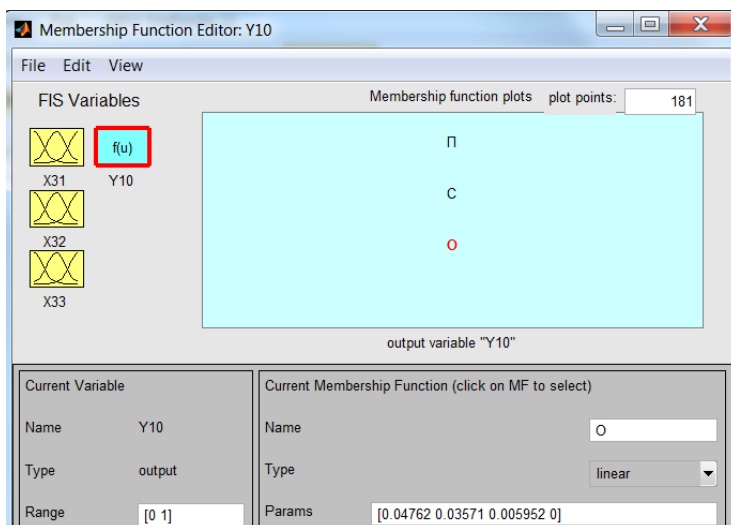 Membership Function Editor: Y10
File Edit View
FIS Variables
Membership function plots plot points: 181
f(u)
X31 Y10
X32
X33
П
С
О
output variable "Y10"
Current Variable
Name Y10
Type output
Range [0 1]
Current Membership Function (click on MF to select)
Name О
Type linear
Params [0.04762 0.03571 0.005952 0]